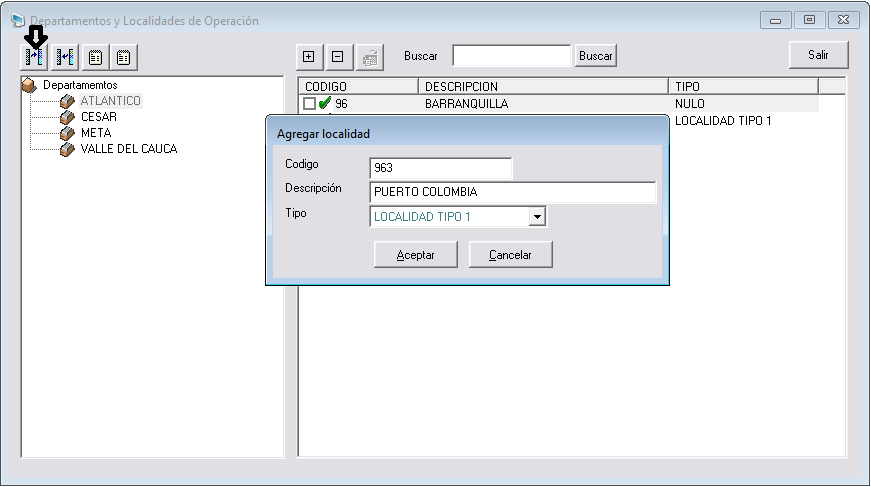 Departamentos y Localidades de Operación
Buscar Buscar Salir
Departamemtos
ATLANTICO
CESAR
META
VALLE DEL CAUCA
CODIGO DESCRIPCION TIPO
96 BARRANQUILLA NULO
LOCALIDAD TIPO 1
Agregar localidad
Codigo 963
Descripción PUERTO COLOMBIA
Tipo LOCALIDAD TIPO 1
Aceptar Cancelar